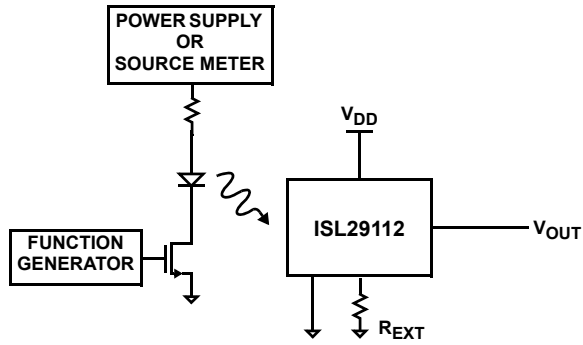 POWER SUPPLY
OR
SOURCE METER
VDD
ISL29112
VOUT
FUNCTION
GENERATOR
REXT